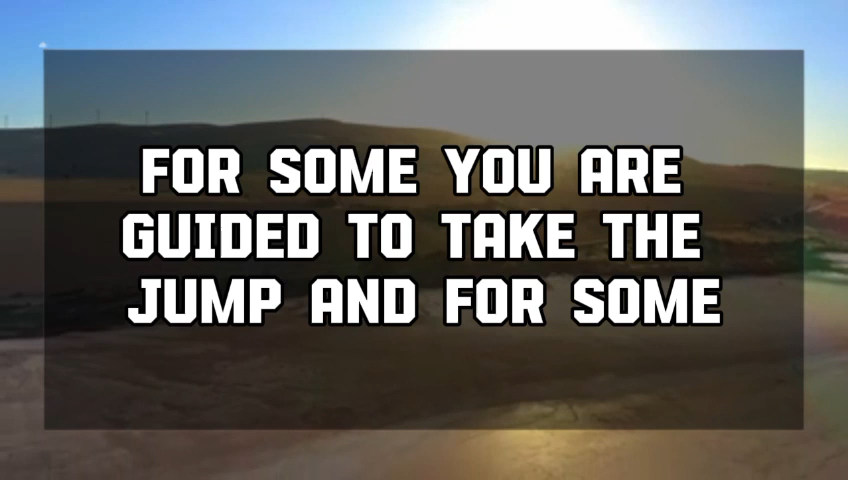 FOR SOME YOU ARE
GUIDED TO TAKE THE
JUMP AND FOR SOME